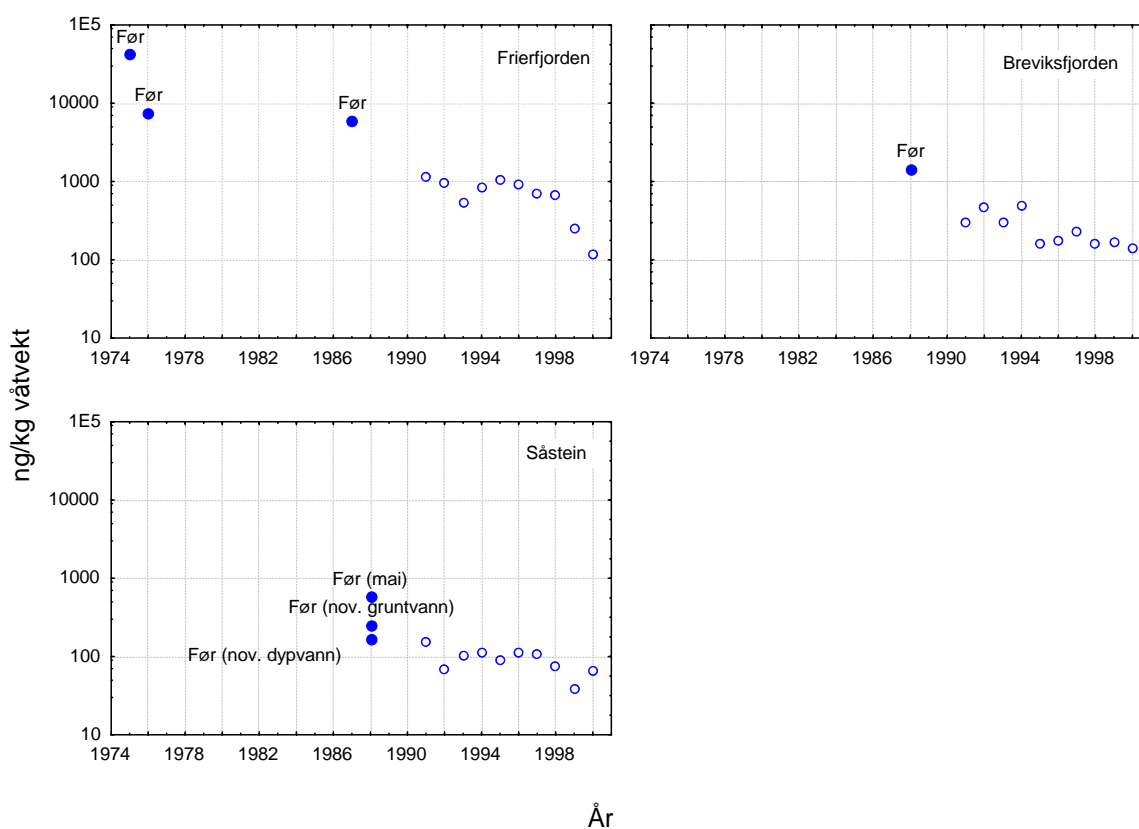 ng/kg våtvekt
1E5
10000
1000
100
10
Før
Før
Før
Frierfjorden
1974 1978 1982 1986 1990 1994 1998
Før
Breviksfjorden
1974 1978 1982 1986 1990 1994 1998
1E5
10000
1000
100
10
Såstein
Før (mai)
Før (nov. gruntvann)
Før (nov. dypvann)
1974 1978 1982 1986 1990 1994 1998
År